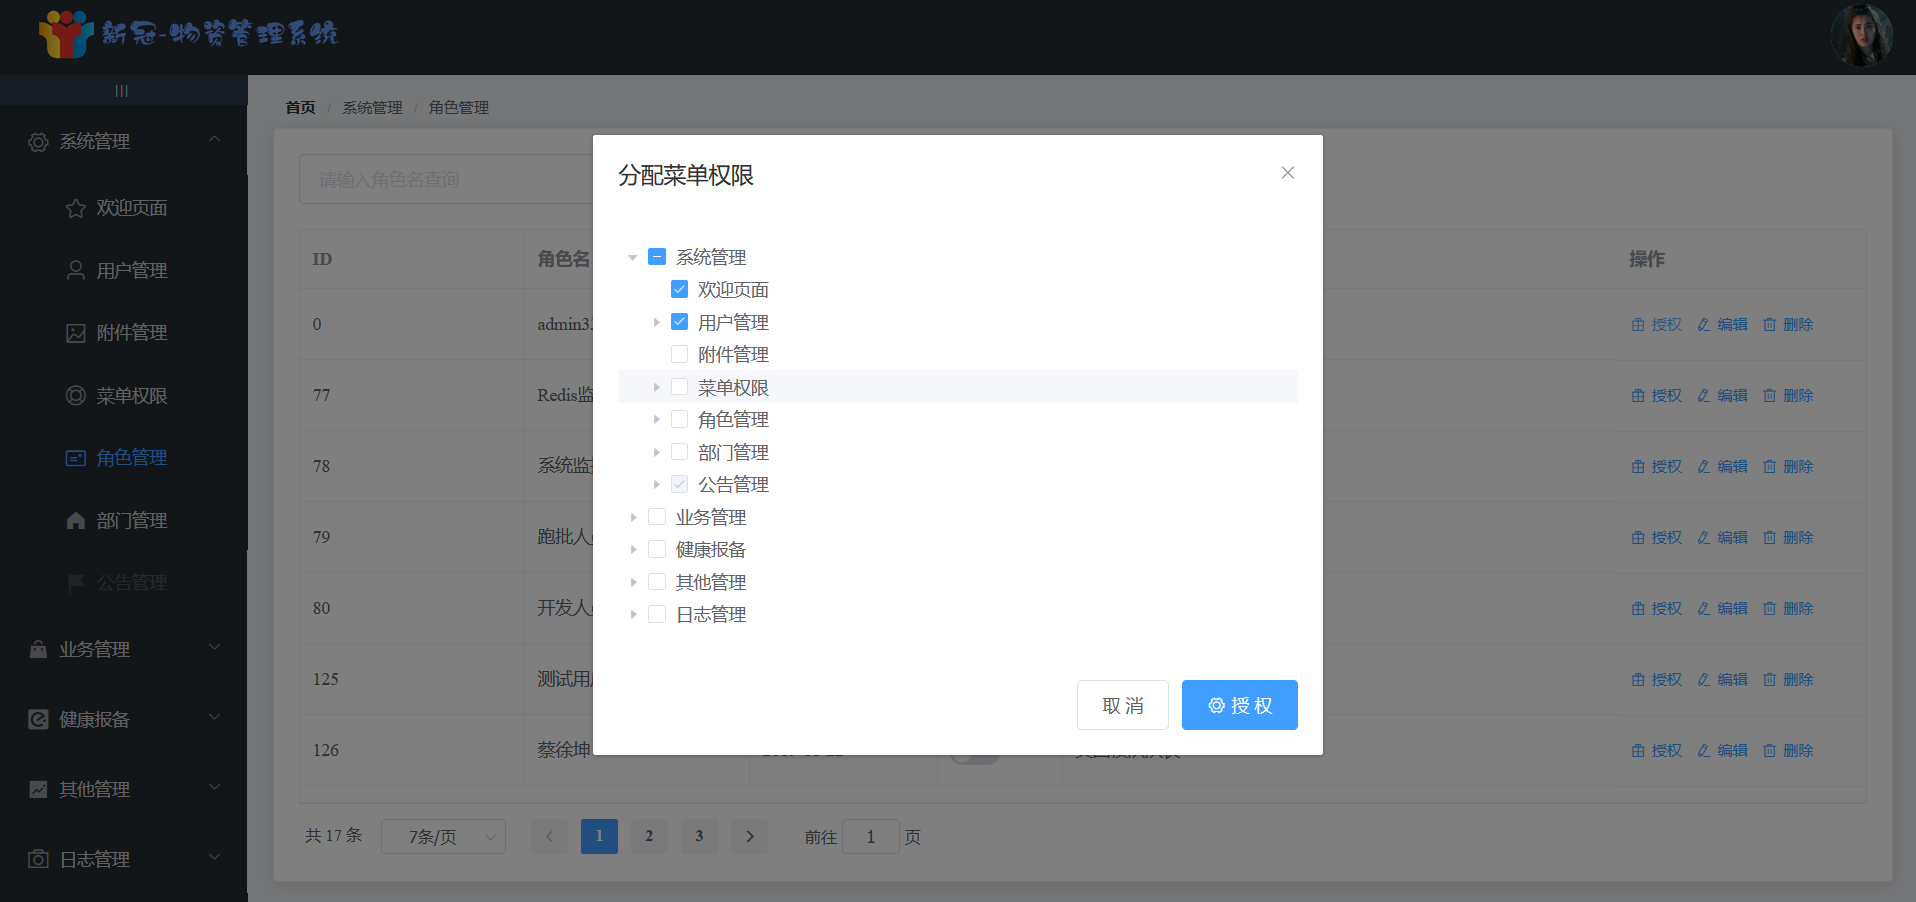 新冠-物资管理系统
首页 / 系统管理 / 角色管理
系统管理
欢迎页面
用户管理
附件管理
菜单权限
角色管理
部门管理
公告管理
业务管理
健康报备
其他管理
日志管理
请输入角色名查询
ID 角色名 操作
0 admin3 授权 编辑 删除
77 Redis监 授权 编辑 删除
78 系统监 授权 编辑 删除
79 跑批人 授权 编辑 删除
80 开发人 授权 编辑 删除
125 测试用 授权 编辑 删除
126 蔡徐坤 授权 编辑 删除
共 17 条 7条/页 1 2 3 前往 1 页
分配菜单权限
系统管理
欢迎页面
用户管理
附件管理
菜单权限
角色管理
部门管理
公告管理
业务管理
健康报备
其他管理
日志管理
取 消 授 权